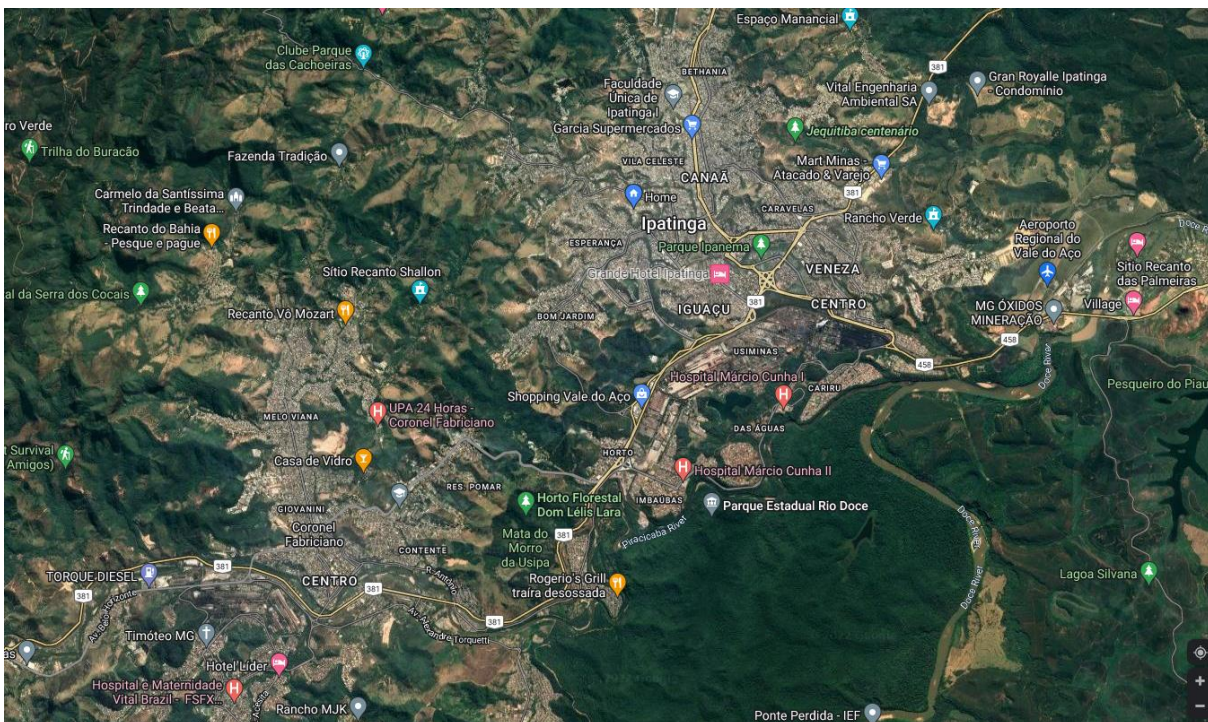 Espaço Manancial
Clube Parque
das Cachoeiras
381
BETHANIA
Faculdade
Única de
Ipatinga I
Vital Engenharia
Ambiental SA
Gran Royalle Ipatinga
- Condomínio
381
ro Verde
Trilha do Buracão
Fazenda Tradição
Garcia Supermercados
Jequitiba centenário
VILA CELESTE
CANAÃ
Mart Minas -
Atacado & Varejo
381
Carmelo da Santíssima
Trindade e Beata...
Home
CARAVELAS
Rancho Verde
Recanto do Bahia
- Pesque e pague
Ipatinga
ESPERANÇA
Parque Ipanema
Aeroporto
Regional do
Vale do Aço
Doce R
Sítio Recanto
das Palmeiras
Sítio Recanto Shallon
Grande Hotel Ipatinga
VENEZA
al da Serra dos Cocais
Recanto Vô Mozart
BOM JARDIM
IGUAÇU
381
CENTRO
MG ÓXIDOS
MINERAÇÃO
Village
458
USIMINAS
458
Doce River
Hospital Márcio Cunha I
CARIRU
Pesqueiro do Piau
Shopping Vale do Aço
MELO VIANA
UPA 24 Horas -
Coronel Fabriciano
DAS ÁGUAS
t Survival
Amigos)
Casa de Vidro
HORTO
Hospital Márcio Cunha II
RES. POMAR
IMBAÚBAS
Horto Florestal
Dom Lélis Lara
Parque Estadual Rio Doce
GIOVANINI
Coronel
Fabriciano
Mata do
Morro
da Usipa
381
Piracicaba River
Doce River
CONTENTE
TORQUE DIESEL
381
CENTRO
381
R. Antônio
Rogerio's Grill
traíra desossada
Lagoa Silvana
381
Av. Belo Horizonte
Doce River
Timóteo MG
as
Hotel Líder
Hospital e Maternidade
Vital Brazil - FSFX...
Rancho MJK
Ponte Perdida - IEF